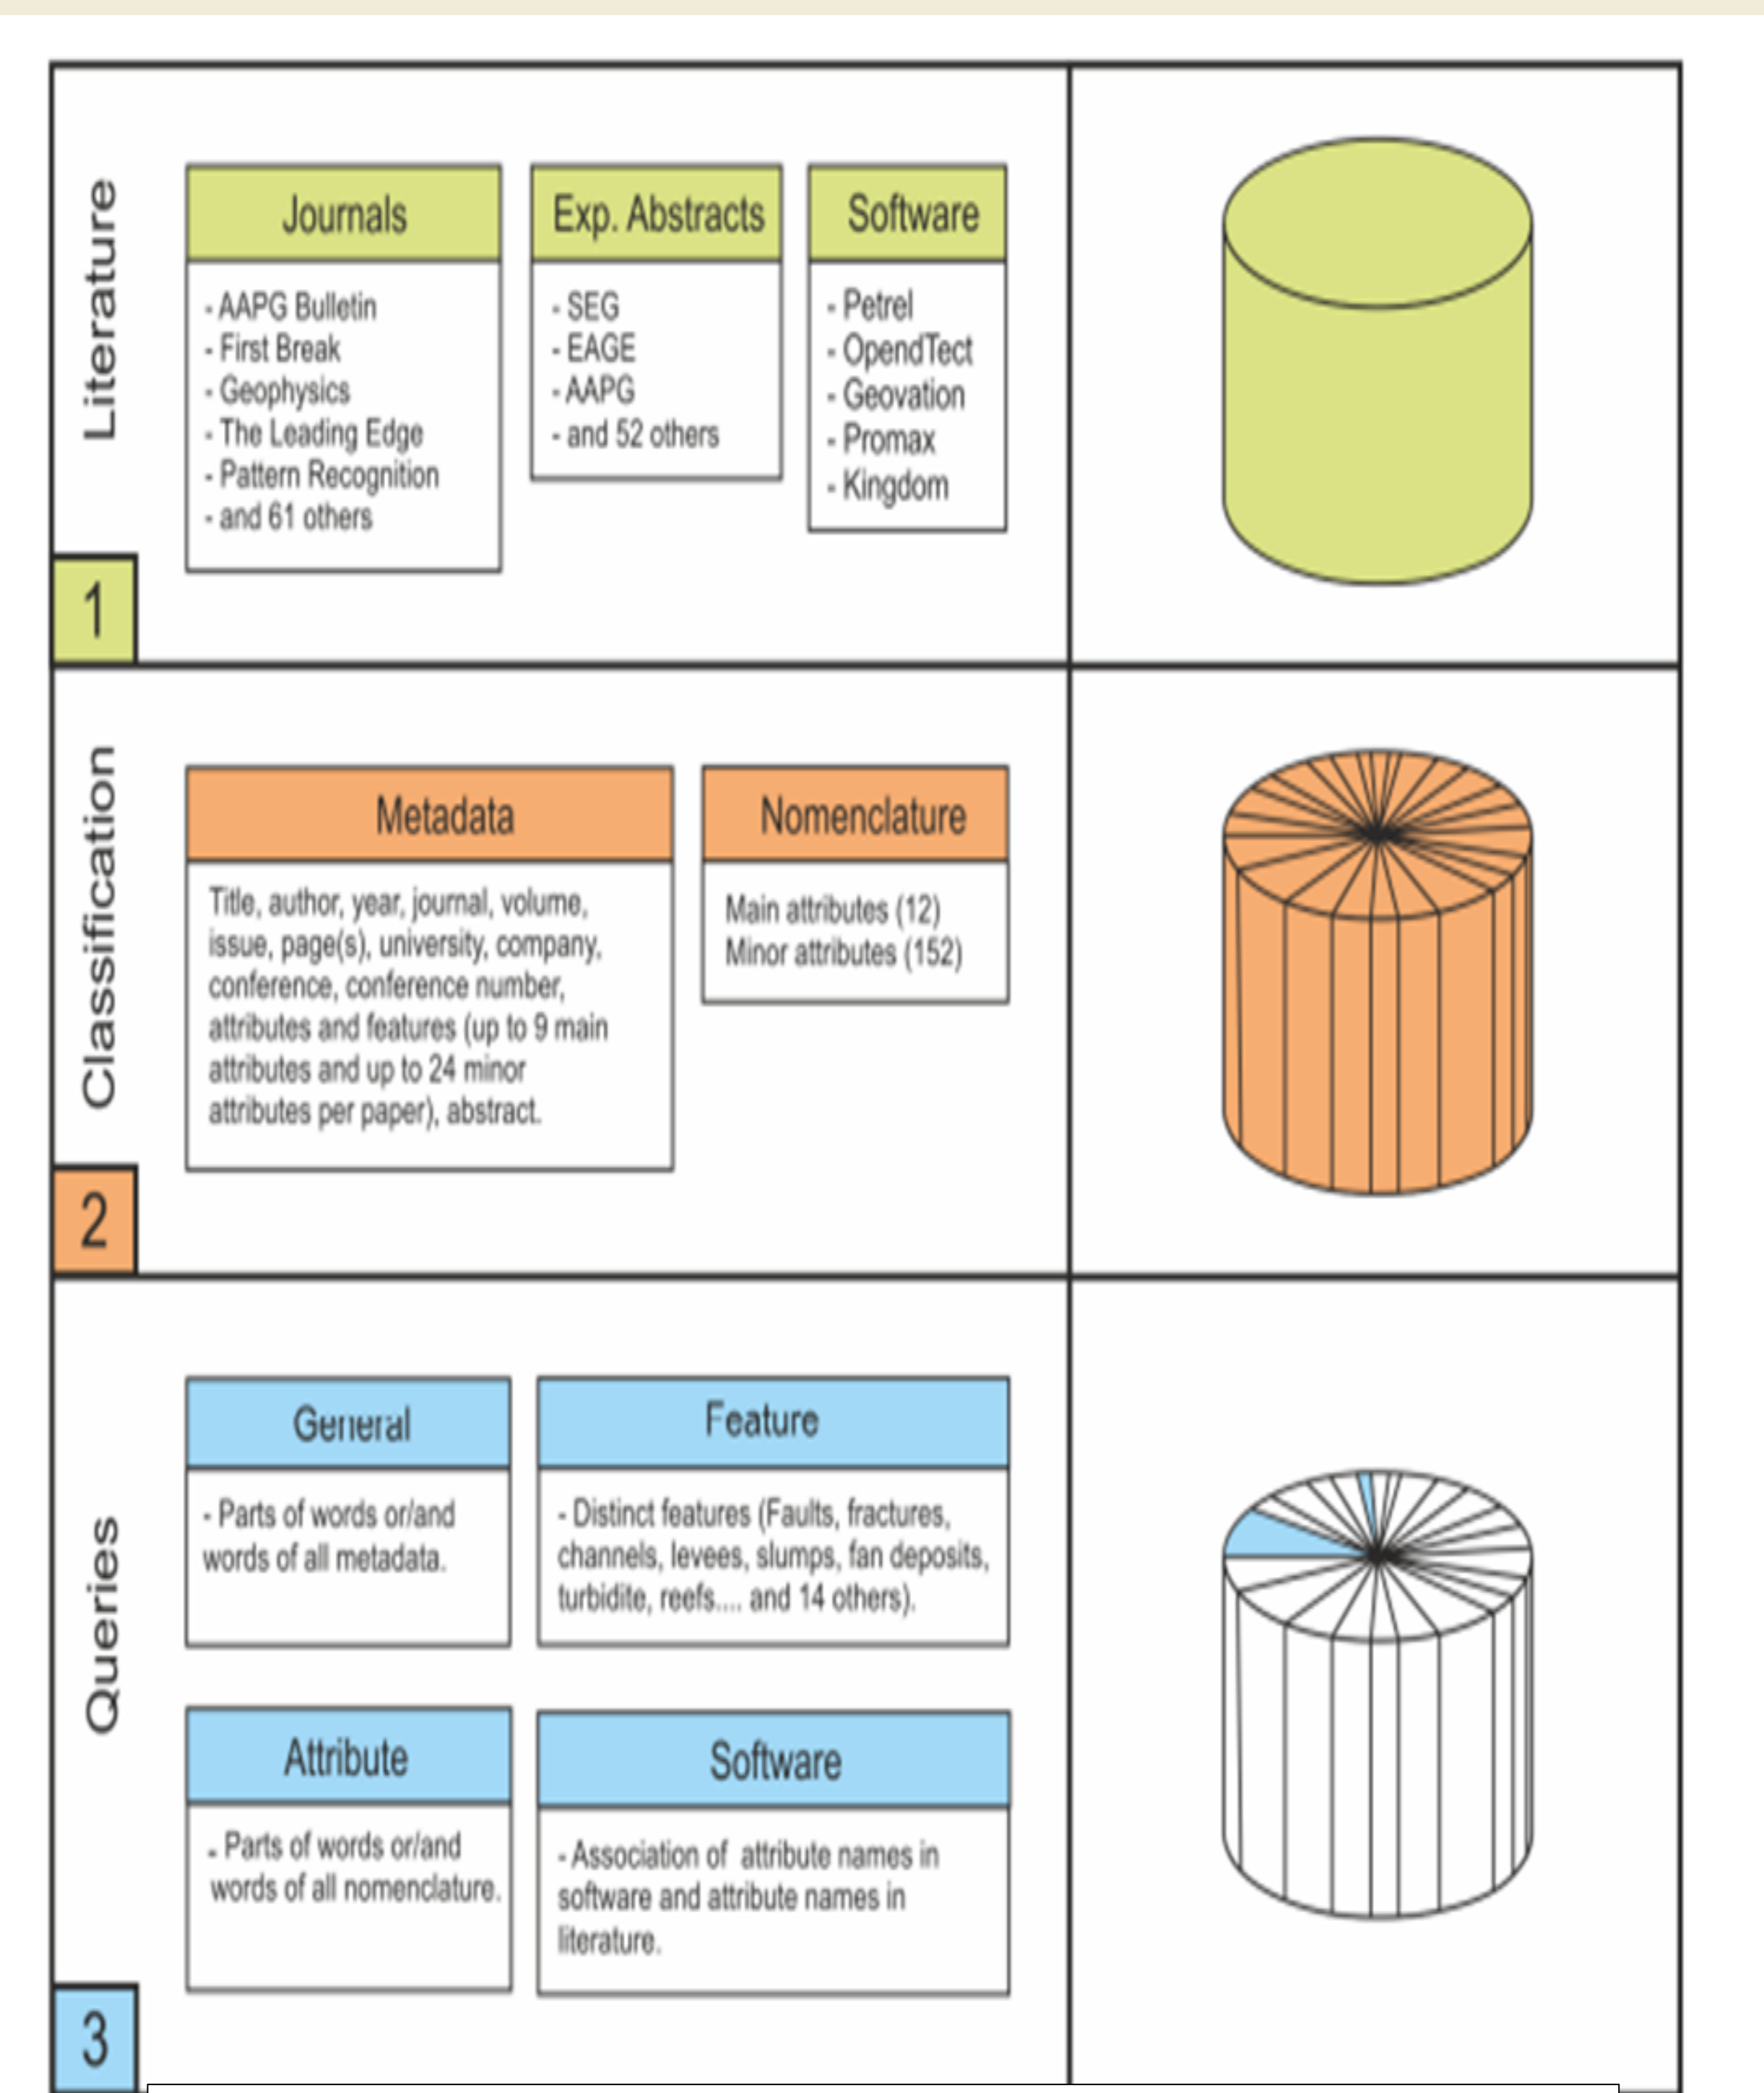 Literature
Journals
- AAPG Bulletin
- First Break
- Geophysics
- The Leading Edge
- Pattern Recognition
- and 61 others
Exp. Abstracts
- SEG
- EAGE
- AAPG
- and 52 others
Software
- Petrel
- OpendTect
- Geovation
- Promax
- Kingdom
1
Classification
Metadata
Title, author, year, journal, volume,
issue, page(s), university, company,
conference, conference number,
attributes and features (up to 9 main
attributes and up to 24 minor
attributes per paper), abstract.
Nomenclature
Main attributes (12)
Minor attributes (152)
2
Queries
General
- Parts of words or/and
words of all metadata.
Feature
- Distinct features (Faults, fractures,
channels, levees, slumps, fan deposits,
turbidite, reefs.... and 14 others).
Attribute
- Parts of words or/and
words of all nomenclature.
Software
- Association of attribute names in
software and attribute names in
literature.
3